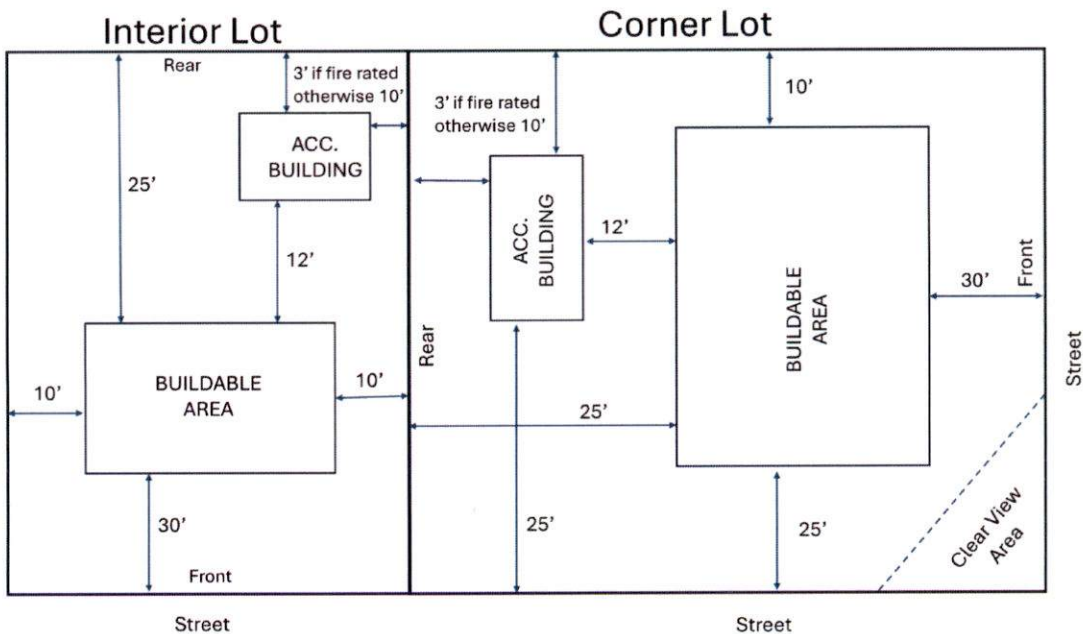 Interior Lot
Rear
3’ if fire rated
otherwise 10’
ACC.
BUILDING
25’
12’
BUILDABLE
AREA
10’
10’
30’
Front
Street
Corner Lot
10’
3’ if fire rated
otherwise 10’
ACC.
BUILDING
12’
BUILDABLE
AREA
30’
Front
Rear
25’
25’
25’
Clear View
Area
Street
Street